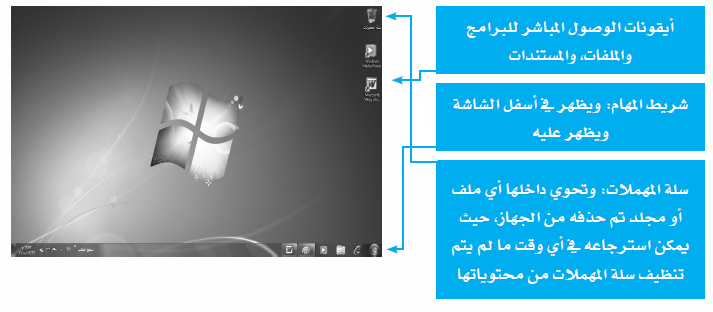 أيقونات الوصول المباشر للبرامج
والملفات، والمستندات
شريط المهام: ويظهر في أسفل الشاشة
ويظهر عليه
سلة المهملات: وتحوي داخلها أي ملف
أو مجلد تم حذفه من الجهاز، حيث
يمكن استرجاعه في أي وقت ما لم يتم
تنظيف سلة المهملات من محتوياتها